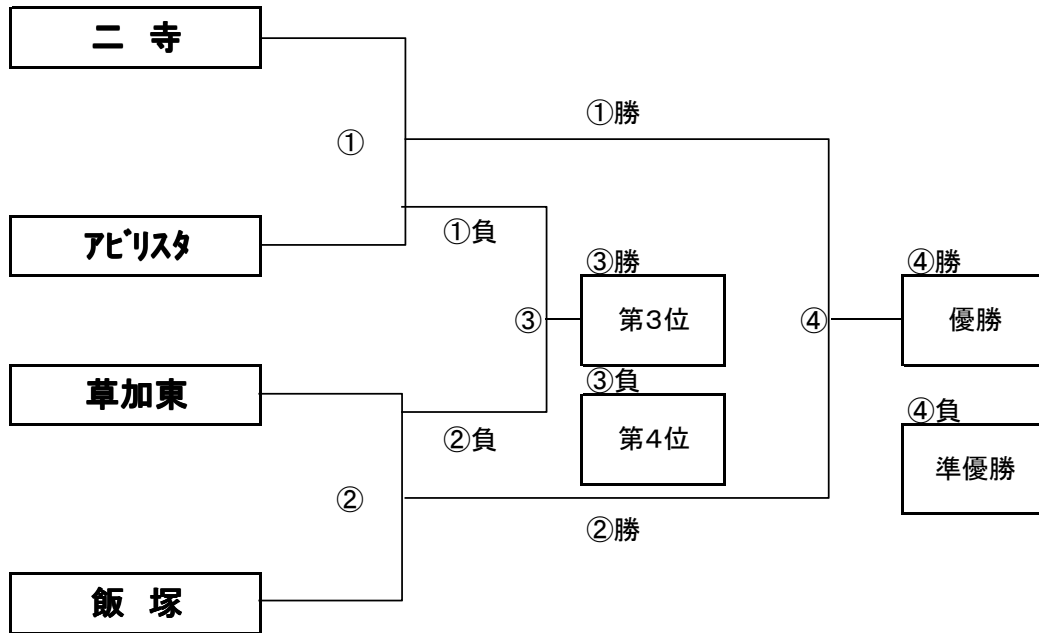 二 寺
①勝
①
アビリスタ
①負
③勝
④勝
③
第3位
④
優勝
草加東
③負
④負
②負
第4位
準優勝
②
②勝
飯 塚